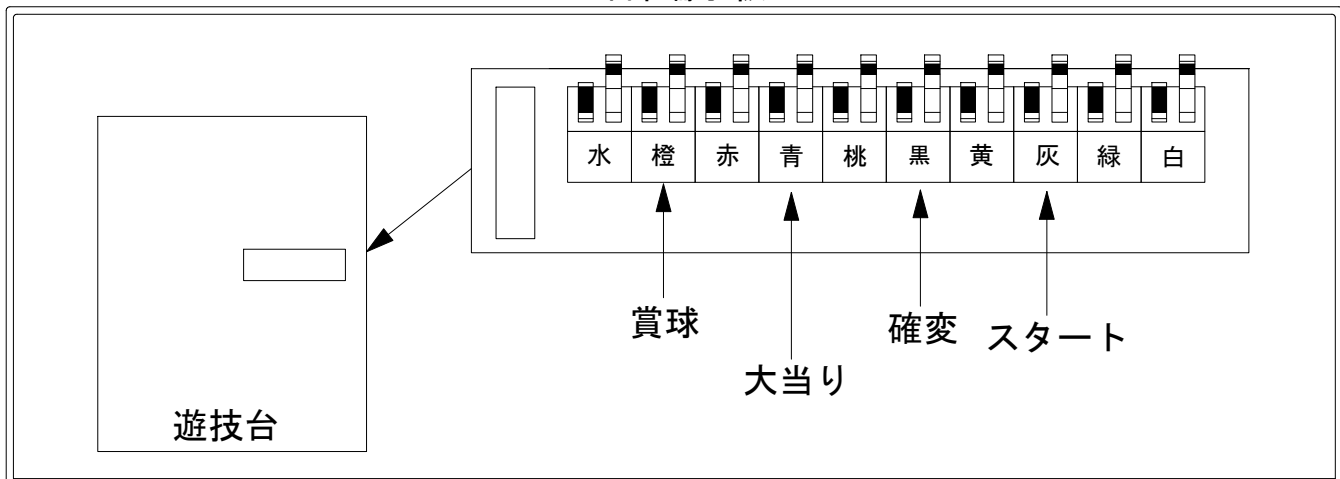 水 橙 赤 青 桃 黒 黄 灰 緑 白
賞球
確変
スタート
大当り
遊技台